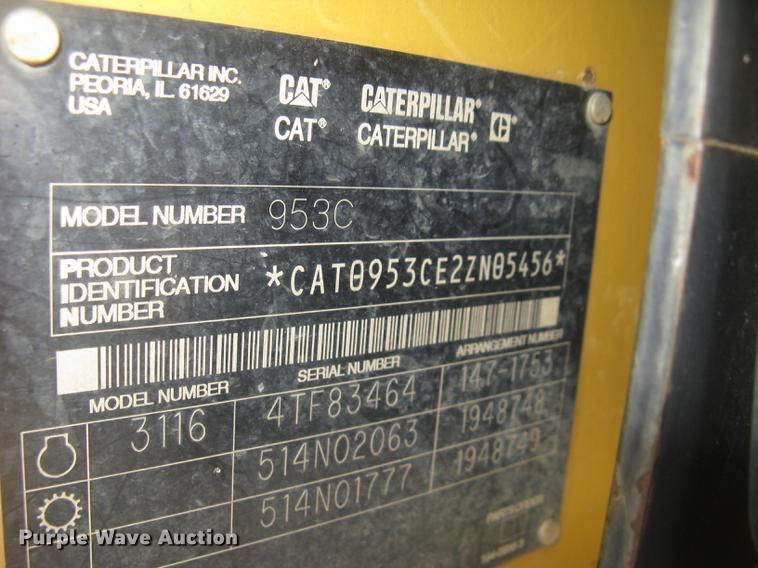 CATERPILLAR INC.
PEORIA, IL 61629
USA
CAT® CATERPILLAR® C®
CAT® CATERPILLAR®
MODEL NUMBER 953C
PRODUCT
IDENTIFICATION
NUMBER
*CAT0953CE2ZN05456*
MODEL NUMBER SERIAL NUMBER ARRANGEMENT NUMBER
3116 4TF83464 147-1753
514N02063 1948748
514N01777 1948749
Purple Wave Auction